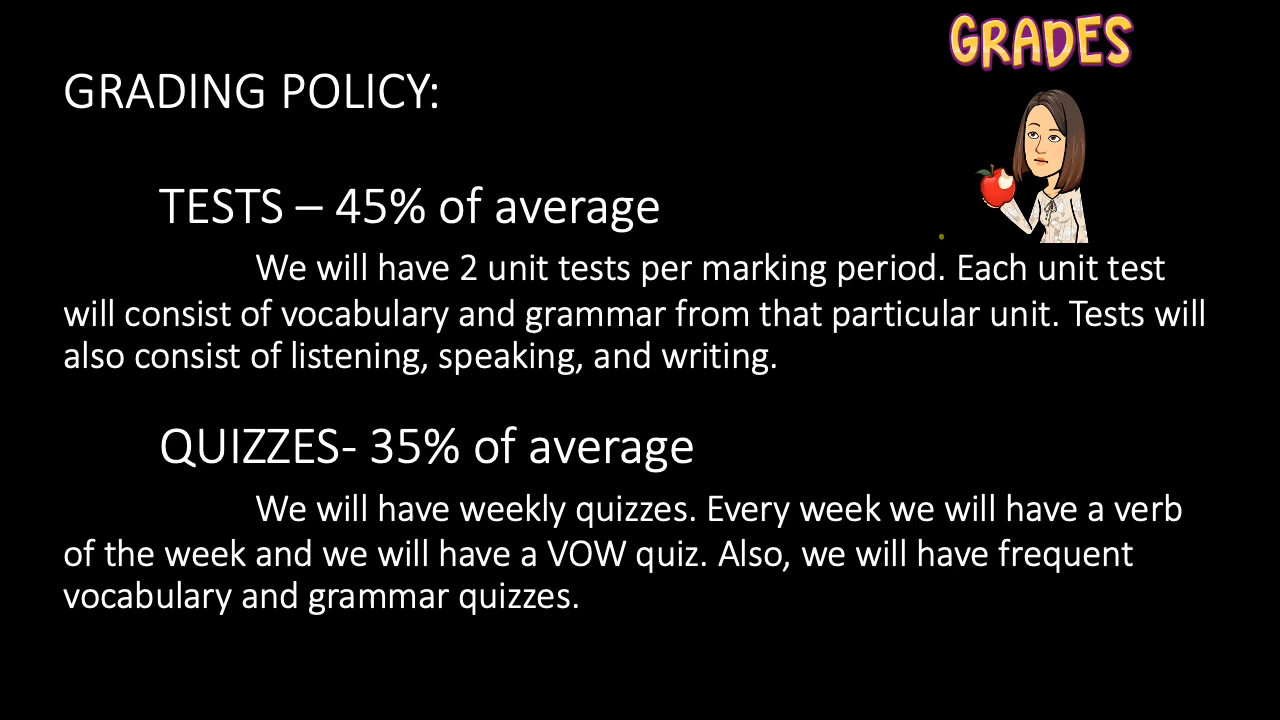 GRADES
GRADING POLICY:
TESTS – 45% of average
We will have 2 unit tests per marking period. Each unit test
will consist of vocabulary and grammar from that particular unit. Tests will
also consist of listening, speaking, and writing.
QUIZZES- 35% of average
We will have weekly quizzes. Every week we will have a verb
of the week and we will have a VOW quiz. Also, we will have frequent
vocabulary and grammar quizzes.